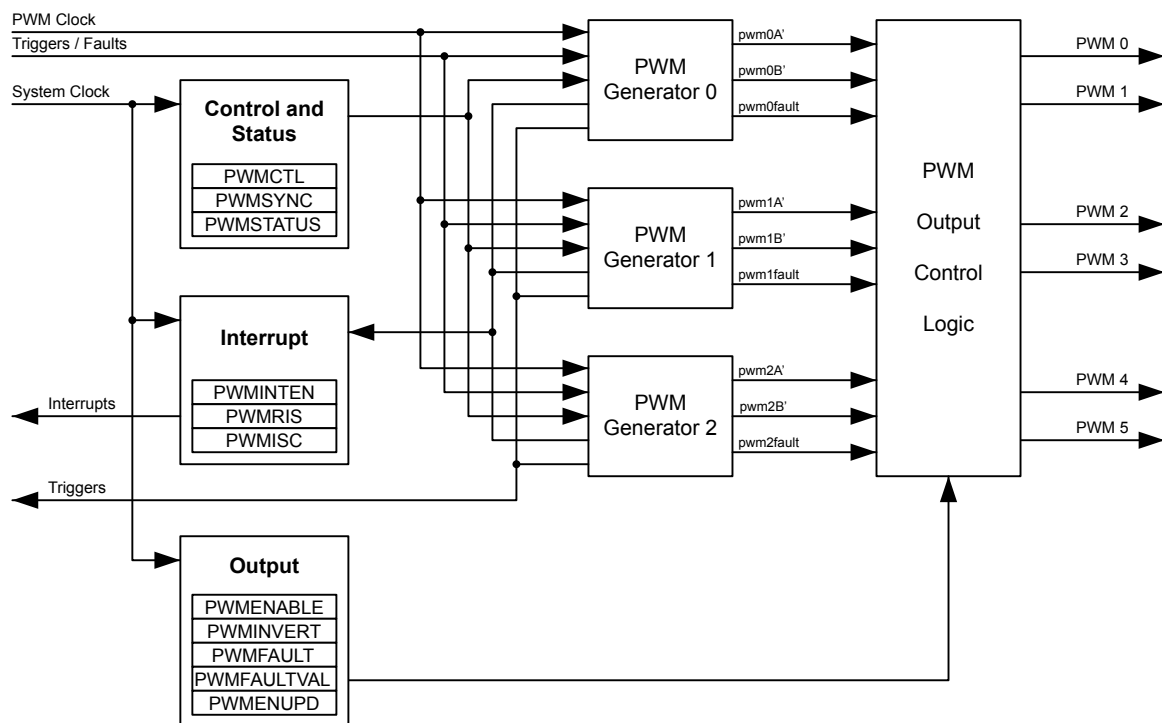 PWM Clock
Triggers / Faults
System Clock
Control and
Status
PWMCTL
PWMSYNC
PWMSTATUS
Interrupt
PWMINTEN
PWMRIS
PWMISC
Interrupts
Triggers
Output
PWMENABLE
PWMINVERT
PWMFAULT
PWMFAULTVAL
PWMENUPD
PWM
Generator 0
pwm0A’
pwm0B’
pwm0fault
PWM
Generator 1
pwm1A’
pwm1B’
pwm1fault
PWM
Generator 2
pwm2A’
pwm2B’
pwm2fault
PWM
Output
Control
Logic
PWM 0
PWM 1
PWM 2
PWM 3
PWM 4
PWM 5